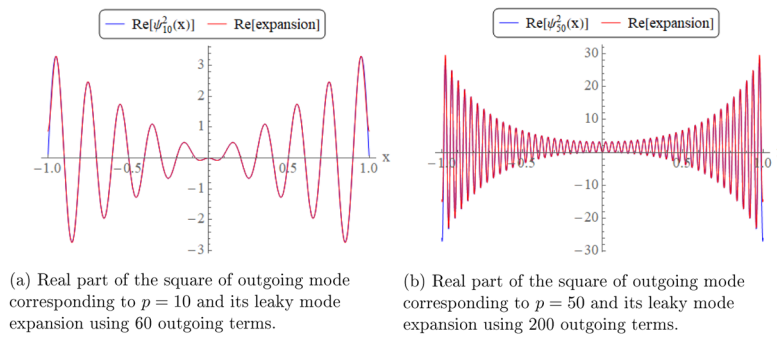 Re[ψ²₁₀(x)] Re[expansion]
3
2
1
-1.0 -0.5 0.5 1.0 x
-1
-2
-3
(a) Real part of the square of outgoing mode
corresponding to p = 10 and its leaky mode
expansion using 60 outgoing terms.
Re[ψ²₅₀(x)] Re[expansion]
30
20
10
-1.0 -0.5 0.5 1.0
-10
-20
-30
(b) Real part of the square of outgoing mode
corresponding to p = 50 and its leaky mode
expansion using 200 outgoing terms.